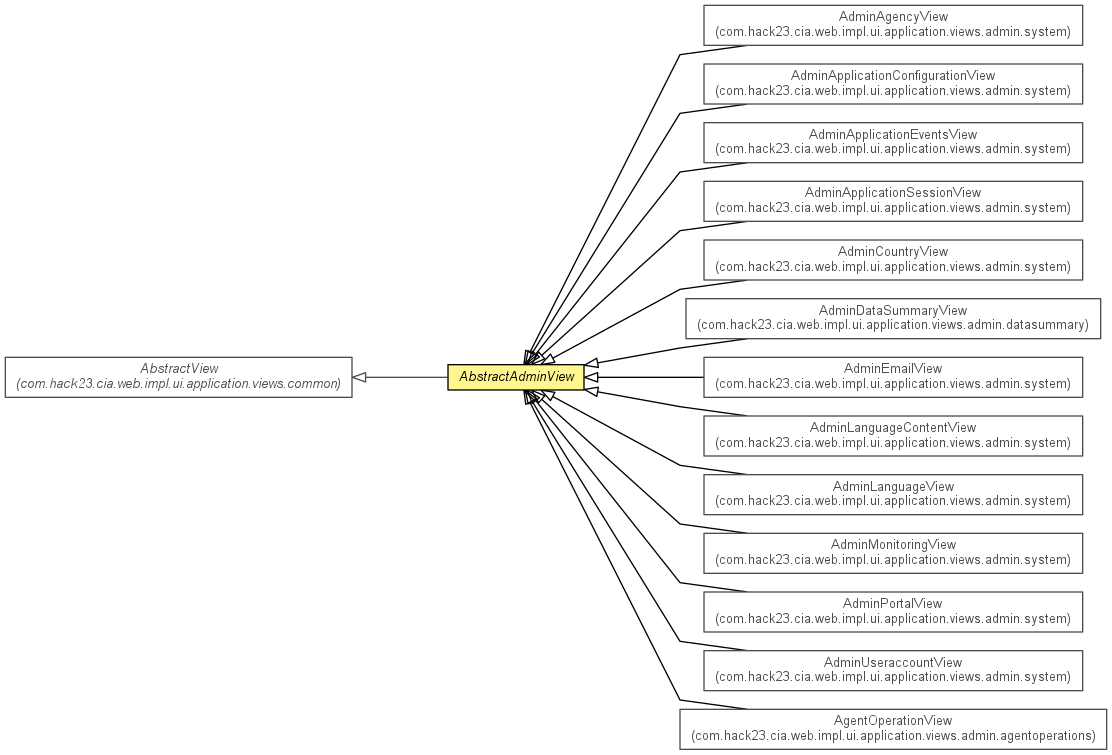 AdminAgencyView
(com.hack23.cia.web.impl.ui.application.views.admin.system)
AdminApplicationConfigurationView
(com.hack23.cia.web.impl.ui.application.views.admin.system)
AdminApplicationEventsView
(com.hack23.cia.web.impl.ui.application.views.admin.system)
AdminApplicationSessionView
(com.hack23.cia.web.impl.ui.application.views.admin.system)
AdminCountryView
(com.hack23.cia.web.impl.ui.application.views.admin.system)
AdminDataSummaryView
(com.hack23.cia.web.impl.ui.application.views.admin.datasummary)
AbstractView
(com.hack23.cia.web.impl.ui.application.views.common)
AbstractAdminView
AdminEmailView
(com.hack23.cia.web.impl.ui.application.views.admin.system)
AdminLanguageContentView
(com.hack23.cia.web.impl.ui.application.views.admin.system)
AdminLanguageView
(com.hack23.cia.web.impl.ui.application.views.admin.system)
AdminMonitoringView
(com.hack23.cia.web.impl.ui.application.views.admin.system)
AdminPortalView
(com.hack23.cia.web.impl.ui.application.views.admin.system)
AdminUseraccountView
(com.hack23.cia.web.impl.ui.application.views.admin.system)
AgentOperationView
(com.hack23.cia.web.impl.ui.application.views.admin.agentoperations)